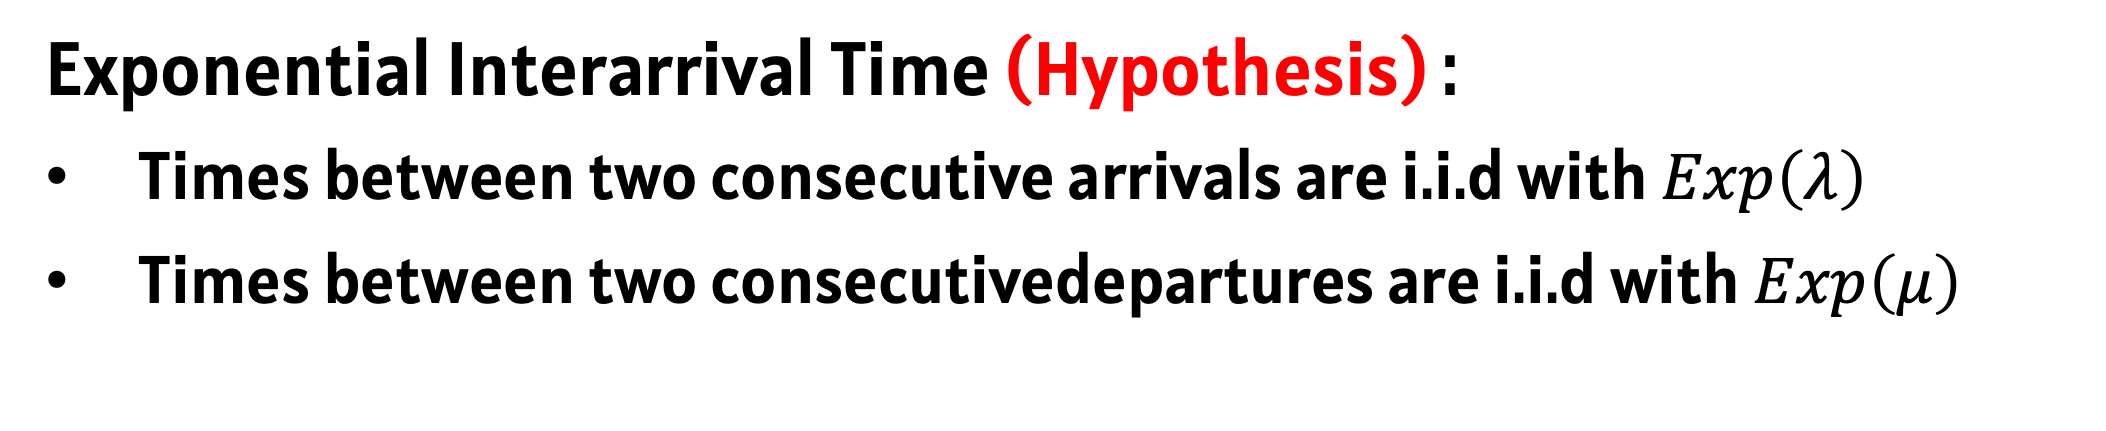 Exponential Interarrival Time (Hypothesis) :
• Times between two consecutive arrivals are i.i.d with 𝐸𝑥𝑝(𝜆)
• Times between two consecutivedepartures are i.i.d with 𝐸𝑥𝑝(𝜇)